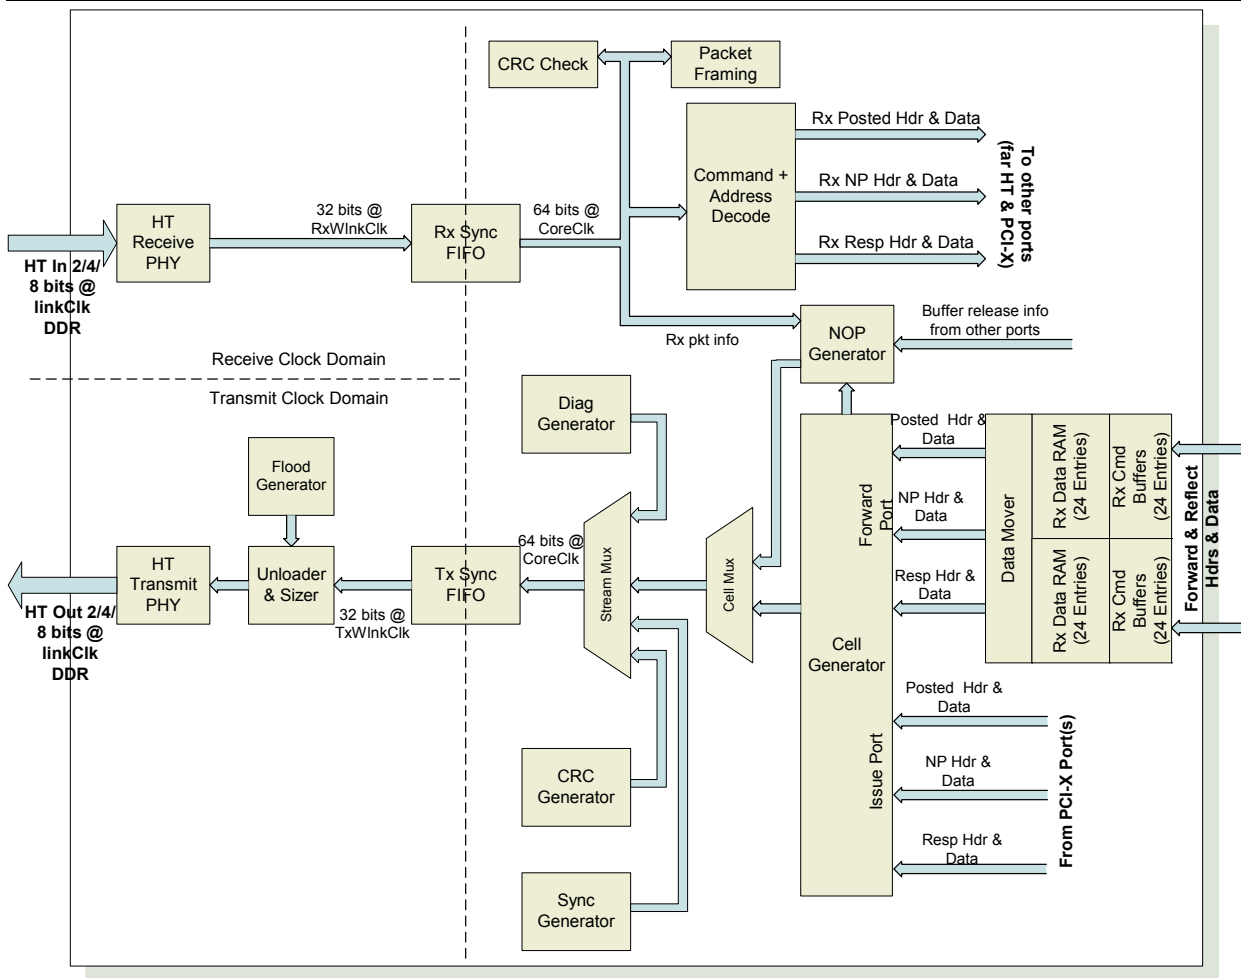 CRC Check
Packet
Framing
Command +
Address
Decode
Rx Posted Hdr & Data
Rx NP Hdr & Data
Rx Resp Hdr & Data
To other ports
(far HT & PCI-X)
HT
Receive
PHY
32 bits @
RxWlnkClk
Rx Sync
FIFO
64 bits @
CoreClk
HT In 2/4/
8 bits @
linkClk
DDR
Rx pkt info
NOP
Generator
Buffer release info
from other ports
Receive Clock Domain
Transmit Clock Domain
Diag
Generator
Flood
Generator
HT
Transmit
PHY
Unloader
& Sizer
32 bits @
TxWlnkClk
Tx Sync
FIFO
64 bits @
CoreClk
Stream Mux
Cell Mux
HT Out 2/4/
8 bits @
linkClk
DDR
CRC
Generator
Sync
Generator
Cell
Generator
Forward
Port
Issue Port
Posted Hdr &
Data
NP Hdr &
Data
Resp Hdr &
Data
Data Mover
Rx Data RAM
(24 Entries)
Rx Cmd
Buffers
(24 Entries)
Rx Data RAM
(24 Entries)
Rx Cmd
Buffers
(24 Entries)
Forward & Reflect
Hdrs & Data
Posted Hdr &
Data
NP Hdr &
Data
Resp Hdr &
Data
From PCI-X Port(s)